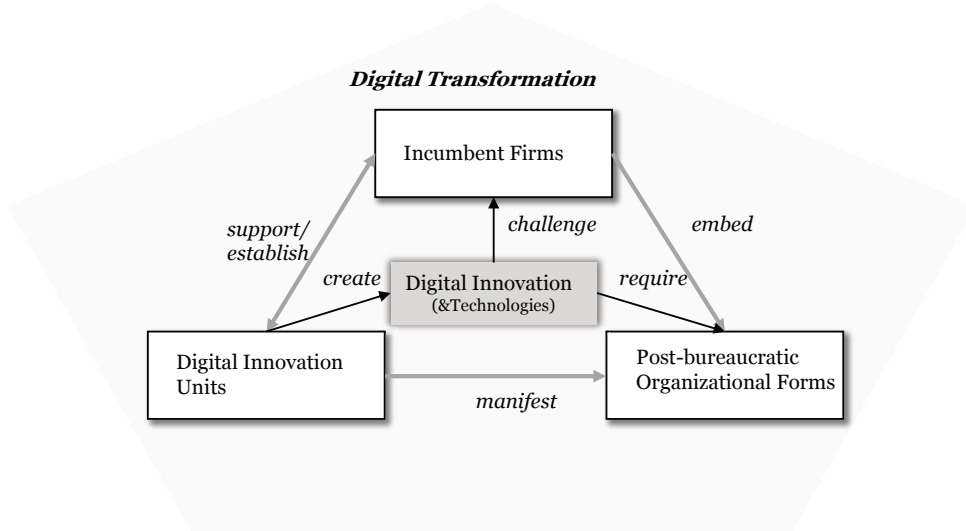 Digital Transformation
Incumbent Firms
support/
establish
challenge
embed
create
Digital Innovation
(&Technologies)
require
Digital Innovation
Units
Post-bureaucratic
Organizational Forms
manifest